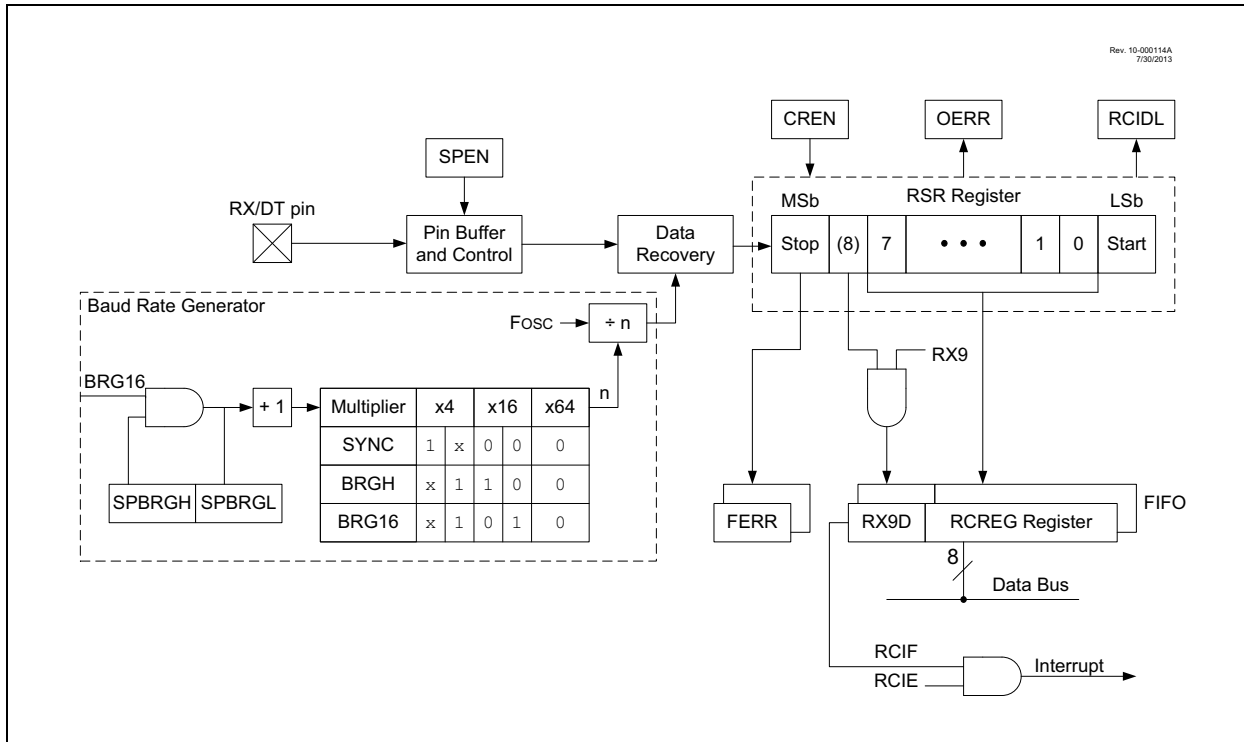 Rev. 10-000114A
7/30/2013
CREN
OERR
RCIDL
SPEN
RX/DT pin
Pin Buffer
and Control
Data
Recovery
MSb
RSR Register
LSb
Stop (8) 7 • • • 1 0 Start
Baud Rate Generator
FOSC
÷ n
RX9
BRG16
+ 1
n
Multiplier x4 x16 x64
SYNC 1 x 0 0 0
BRGH x 1 1 0 0
BRG16 x 1 0 1 0
SPBRGH SPBRGL
FERR
RX9D RCREG Register
FIFO
8
Data Bus
RCIF
RCIE
Interrupt